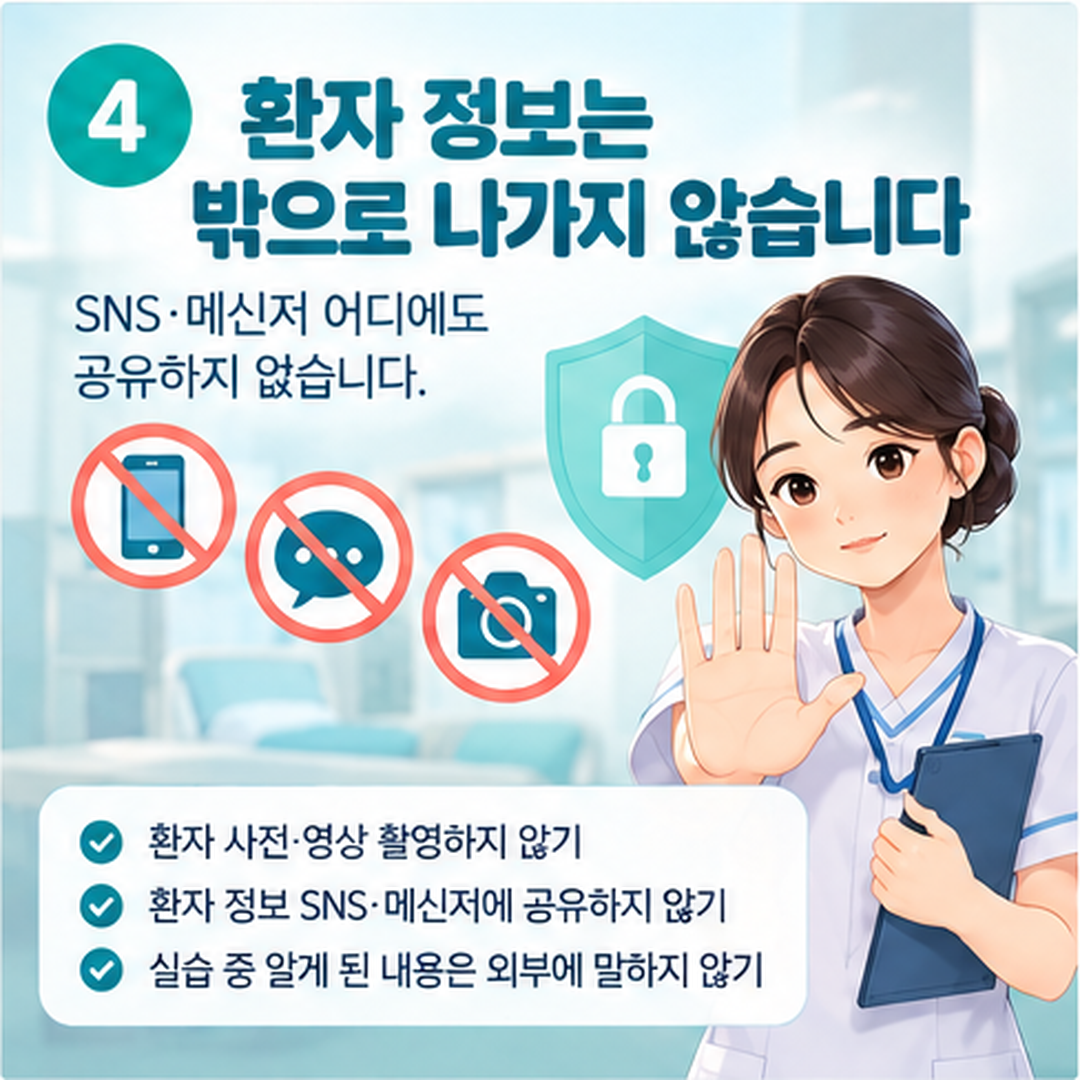 4
환자 정보는
밖으로 나가지 않습니다
SNS·메신저 어디에도
공유하지 없습니다.
환자 사전·영상 촬영하지 않기
환자 정보 SNS·메신저에 공유하지 않기
실습 중 알게 된 내용은 외부에 말하지 않기